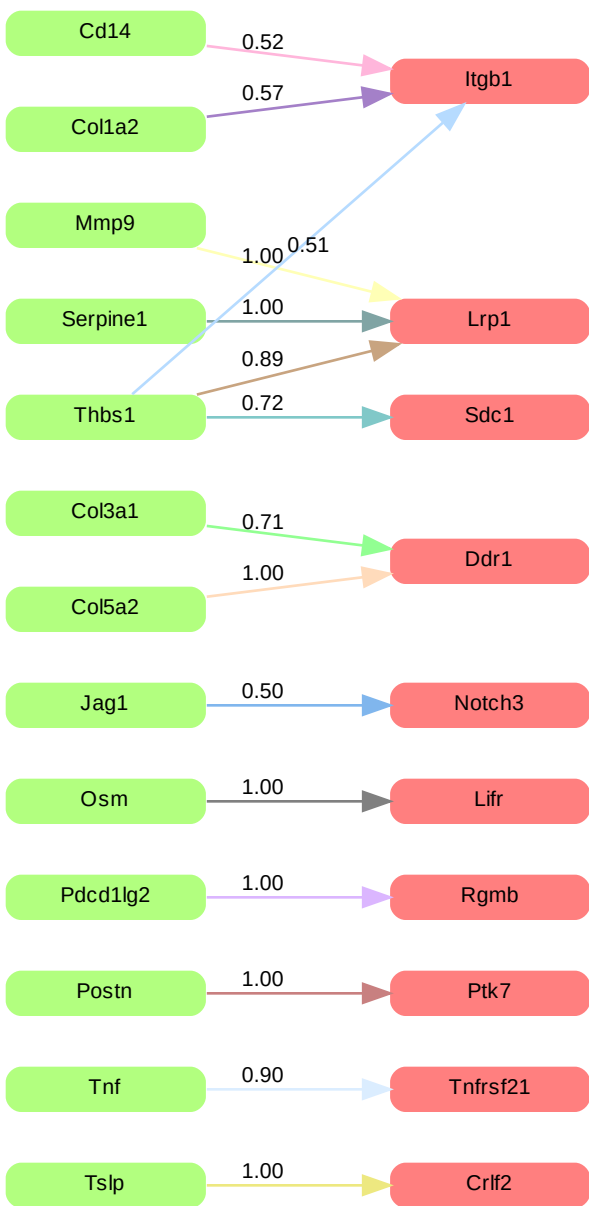 Cd14
0.52
Itgb1
Col1a2
0.57
Mmp9
1.00
0.51
Serpine1
1.00
Lrp1
0.89
Thbs1
0.72
Sdc1
Col3a1
0.71
Ddr1
Col5a2
1.00
Jag1
0.50
Notch3
Osm
1.00
Lifr
Pdcd1lg2
1.00
Rgmb
Postn
1.00
Ptk7
Tnf
0.90
Tnfrsf21
Tslp
1.00
Crlf2